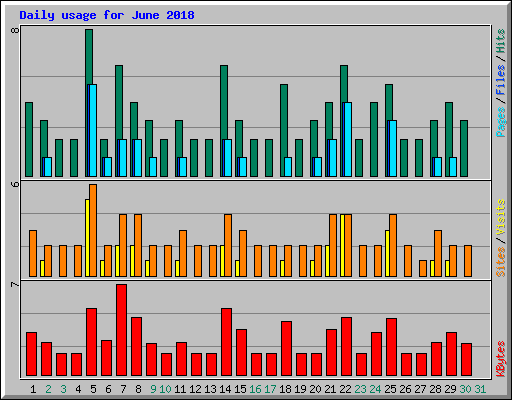 Daily usage for June 2018
8
6
7
Pages / Files / Hits
Sites / Visits
KBytes
1 2 3 4 5 6 7 8 9 10 11 12 13 14 15 16 17 18 19 20 21 22 23 24 25 26 27 28 29 30 31